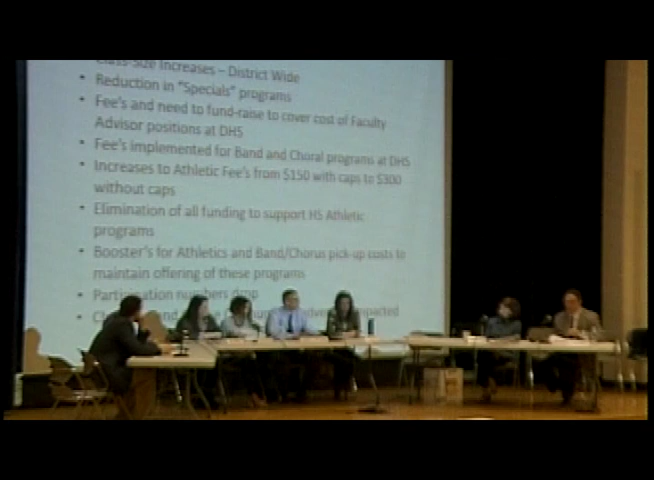 Class-Size Increases – District Wide
• Reduction in "Specials" programs
• Fee's and need to fund-raise to cover cost of Faculty
Advisor positions at DHS
• Fee's implemented for Band and Choral programs at DHS
• Increases to Athletic Fee's from $150 with caps to $300
without caps
• Elimination of all funding to support HS Athletic
programs
• Booster's for Athletics and Band/Chorus pick-up costs to
maintain offering of these programs
• Participation numbers drop
• and impacted